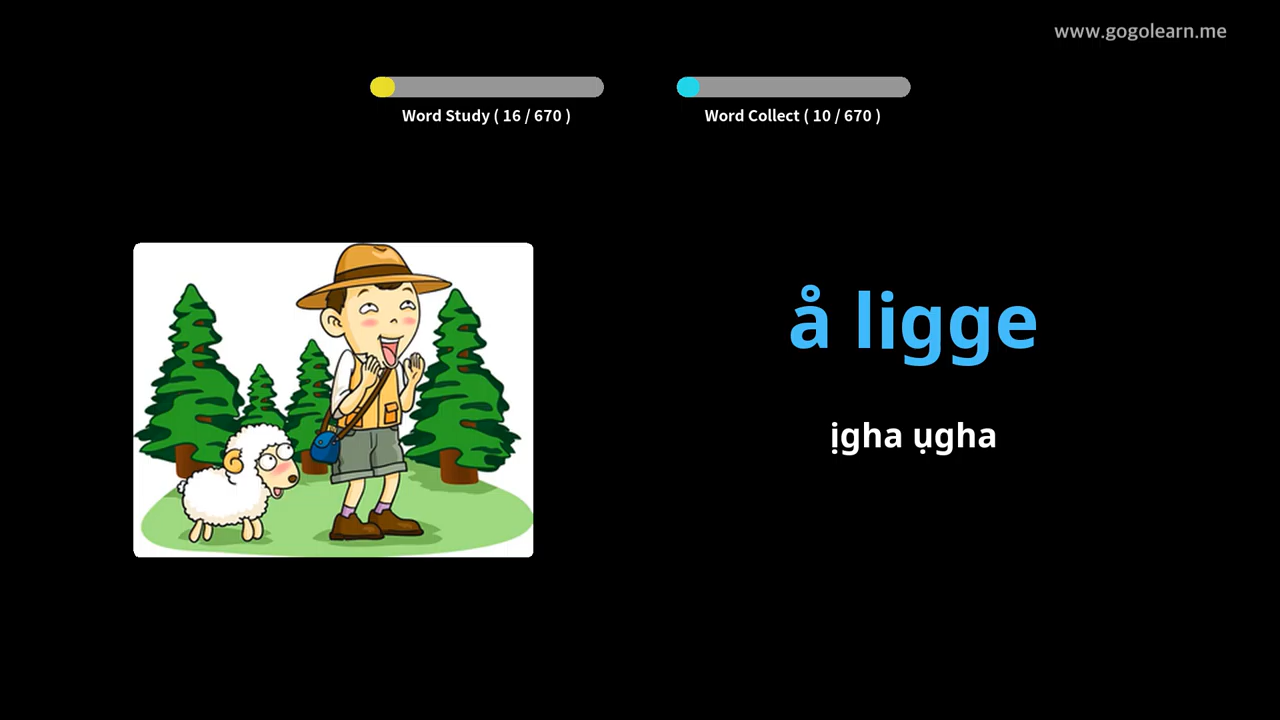 www.gogolearn.me
Word Study ( 16 / 670 )
Word Collect ( 10 / 670 )
å ligge
ịgha ụgha